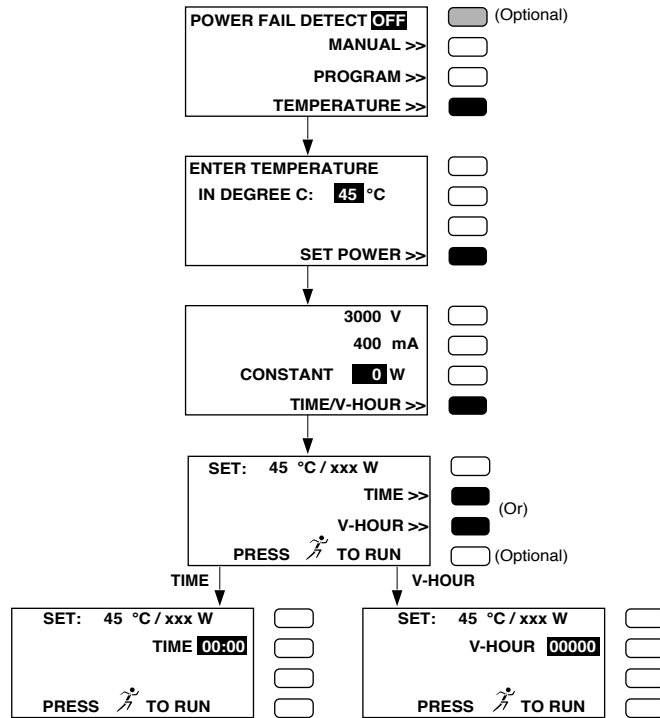 POWER FAIL DETECT OFF (Optional)
MANUAL >>
PROGRAM >>
TEMPERATURE >>
ENTER TEMPERATURE
IN DEGREE C: 45 °C
SET POWER >>
3000 V
400 mA
CONSTANT 0 W
TIME/V-HOUR >>
SET: 45 °C / xxx W
TIME >>
(Or)
V-HOUR >>
PRESS TO RUN (Optional)
TIME V-HOUR
SET: 45 °C / xxx W
TIME 00:00
PRESS TO RUN
SET: 45 °C / xxx W
V-HOUR 00000
PRESS TO RUN